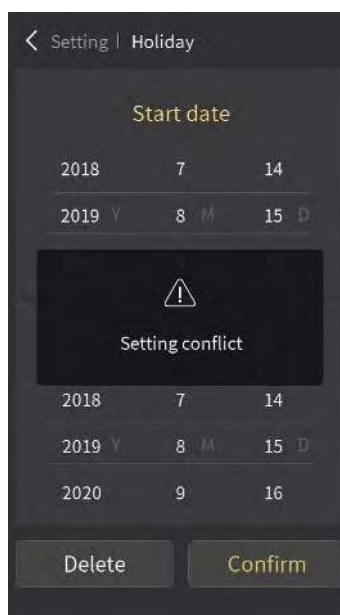 Setting | Holiday
Start date
2018 7 14
2019 Y 8 M 15 D
Setting conflict
2018 7 14
2019 Y 8 M 15 D
2020 9 16
Delete Confirm